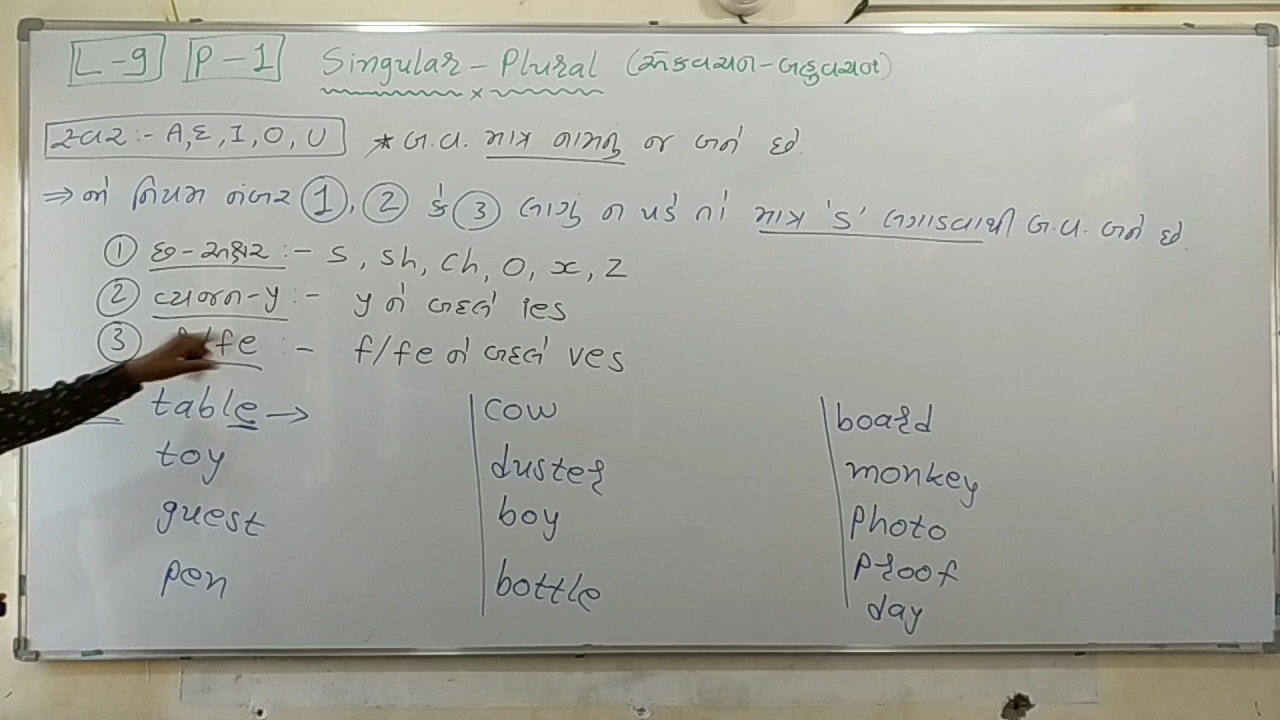 L-9 P-1 Singular - Plural (એકવચન-બહુવચન)
સ્વર :- A, E, I, O, U ★ બ.વ. માત્ર નામનું જ બને છે.
⇒ જો નિયમ નંબર ①, ② કે ③ લાગુ ન પડે તો માત્ર 's' લગાડવાથી બ.વ. બને છે.
① છ-અક્ષર :- s, sh, ch, o, x, z
② વ્યંજન-y :- y ને બદલે ies
③ f/fe :- f/fe ને બદલે ves
table → cow board
toy duster monkey
guest boy photo
pen bottle proof
day